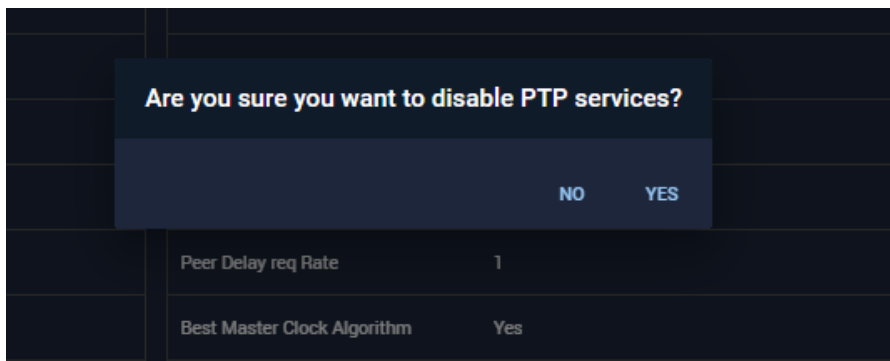 Are you sure you want to disable PTP services?
NO YES
Peer Delay req Rate 1
Best Master Clock Algorithm Yes